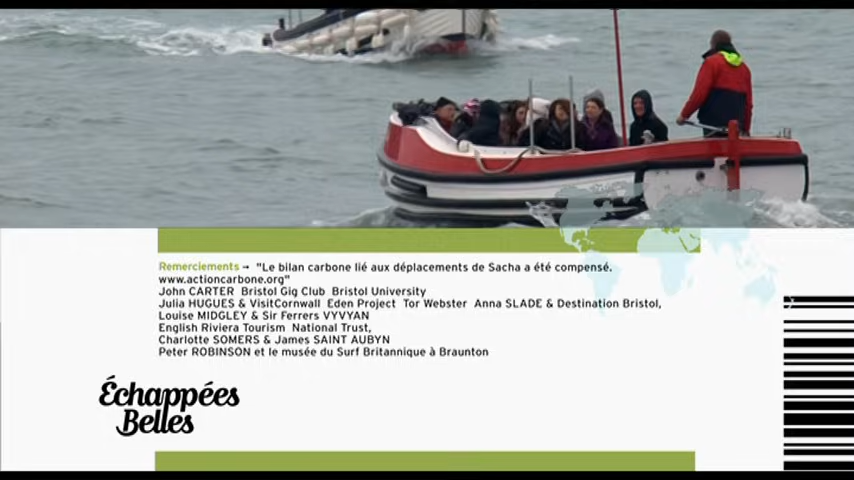 Remerciements → "Le bilan carbone lié aux déplacements de Sacha a été compensé.
www.actioncarbone.org"
John CARTER Bristol Gig Club Bristol University
Julia HUGUES & VisitCornwall Eden Project Tor Webster Anna SLADE & Destination Bristol,
Louise MIDGLEY & Sir Ferrers VYVYAN
English Riviera Tourism National Trust,
Charlotte SOMERS & James SAINT AUBYN
Peter ROBINSON et le musée du Surf Britannique à Braunton
Échappées
Belles